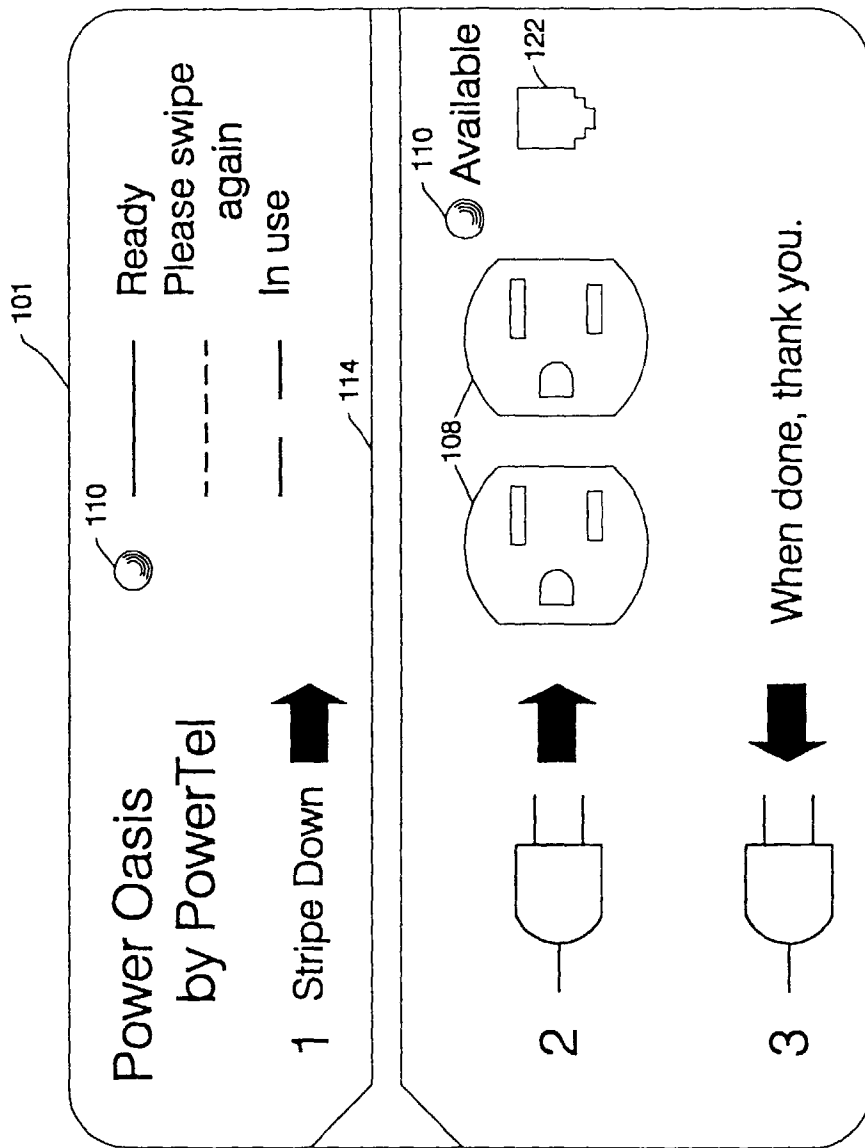 101
Power Oasis
by PowerTel
110
Ready
Please swipe
again
In use
1 Stripe Down
114
110
Available
122
108
2
3
When done, thank you.